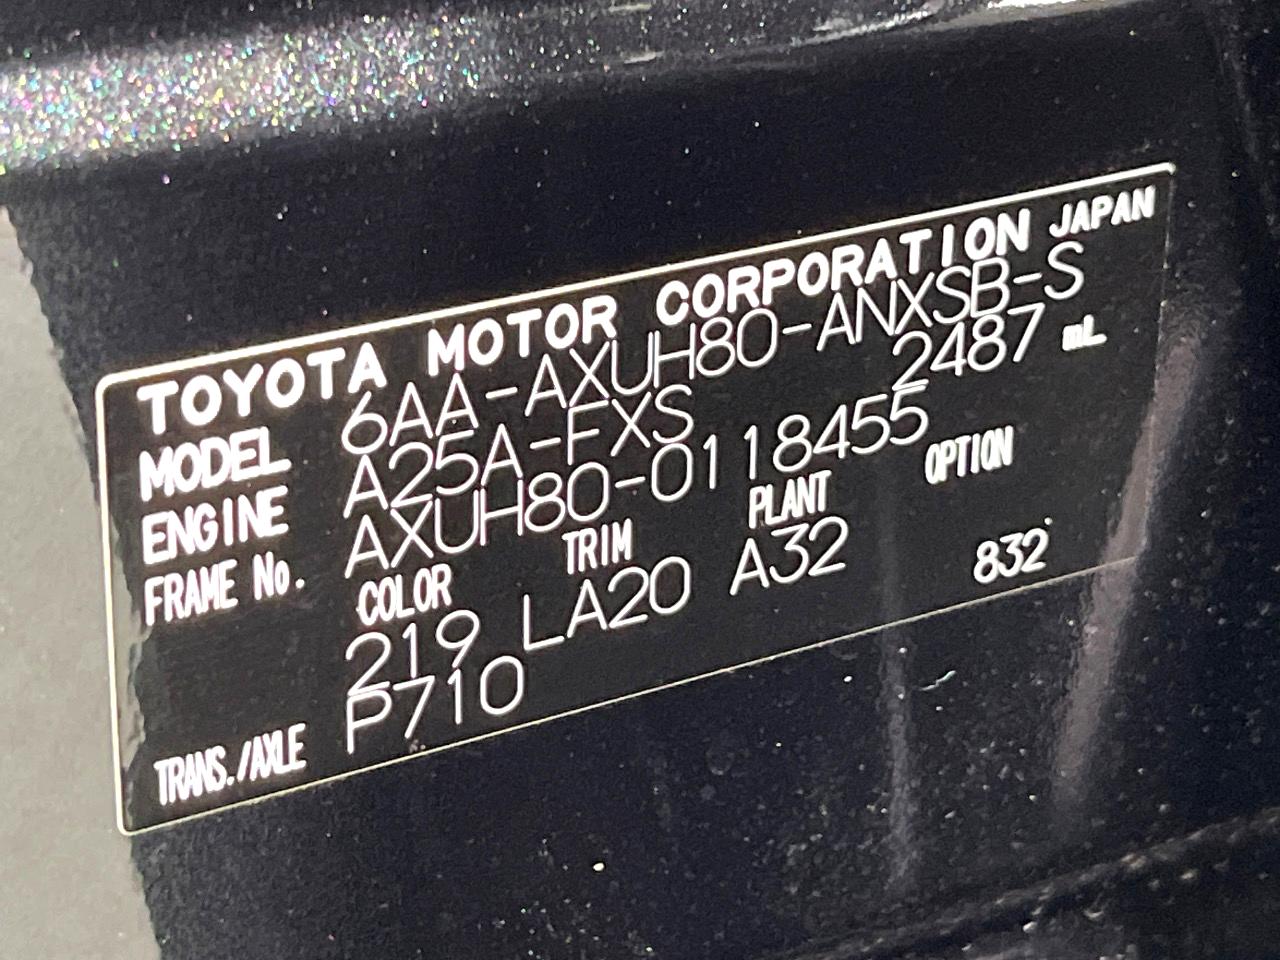 TOYOTA MOTOR CORPORATION JAPAN
MODEL 6AA-AXUH80-ANXSB-S
ENGINE A25A-FXS 2487 mL
FRAME No. AXUH80-0118455
COLOR TRIM PLANT OPTION
219 LA20 A32 832
TRANS./AXLE P710